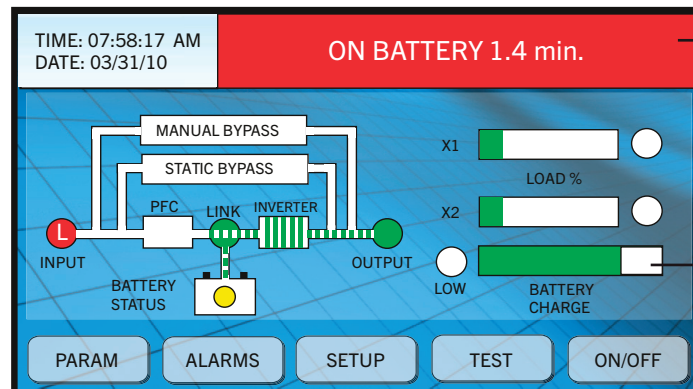 TIME: 07:58:17 AM
DATE: 03/31/10
ON BATTERY 1.4 min.
MANUAL BYPASS
STATIC BYPASS
PFC
LINK
INVERTER
L
INPUT
OUTPUT
BATTERY
STATUS
X1
LOAD %
X2
LOW
BATTERY
CHARGE
PARAM
ALARMS
SETUP
TEST
ON/OFF